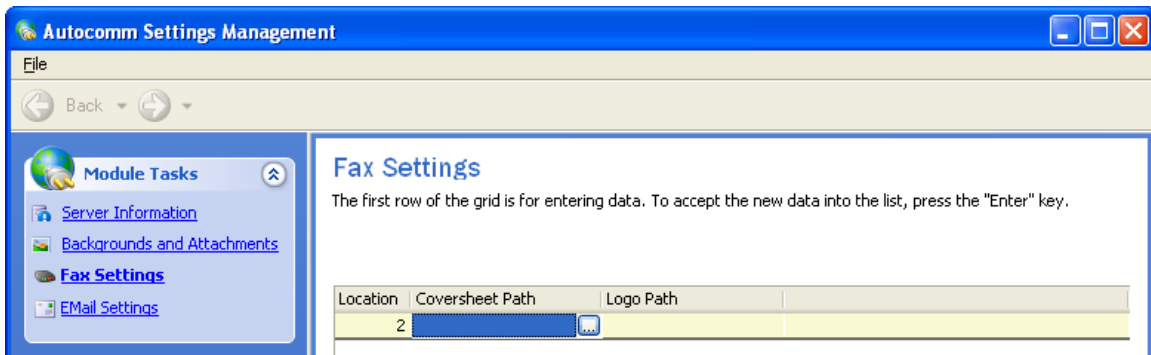 Autocomm Settings Management
File
Back
Module Tasks
Server Information
Backgrounds and Attachments
Fax Settings
EMail Settings
Fax Settings
The first row of the grid is for entering data. To accept the new data into the list, press the "Enter" key.
Location Coversheet Path Logo Path
2 ...